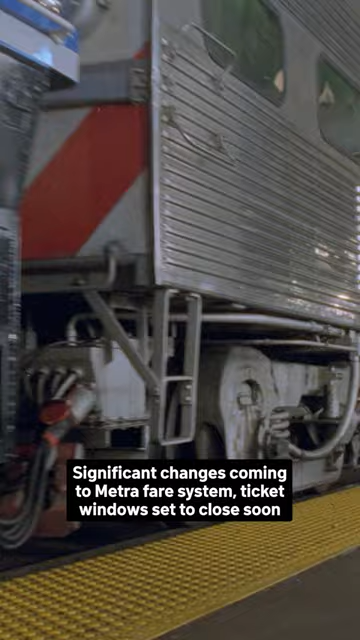 Significant changes coming
to Metra fare system, ticket
windows set to close soon